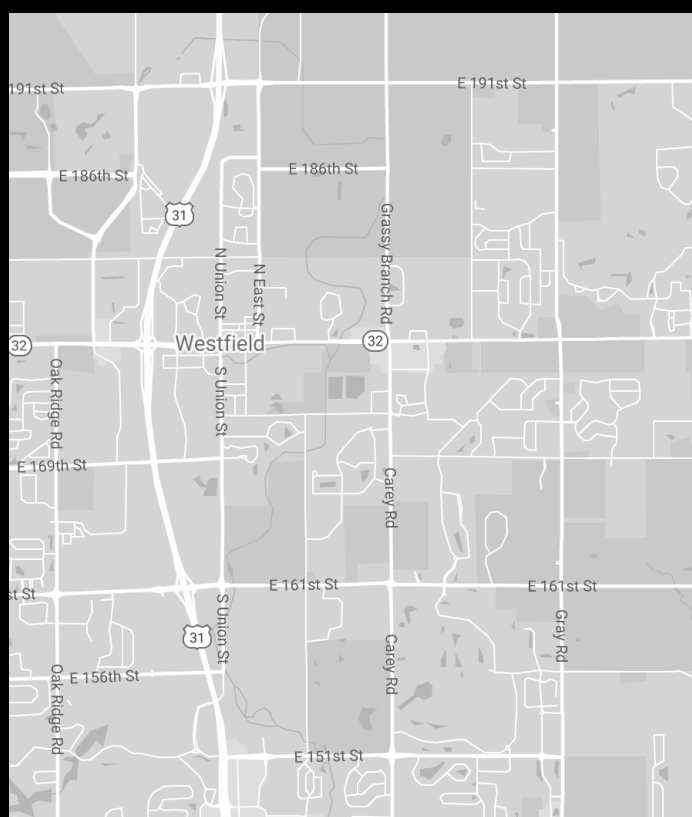 E 191st St
191st St
E 186th St
E 186th St
31
Grassy Branch Rd
N Union St
N East St
32
Westfield
32
Oak Ridge Rd
S Union St
E 169th St
Carey Rd
E 161st St
E 161st St
st St
S Union St
Gray Rd
31
Carey Rd
E 156th St
Oak Ridge Rd
E 151st St